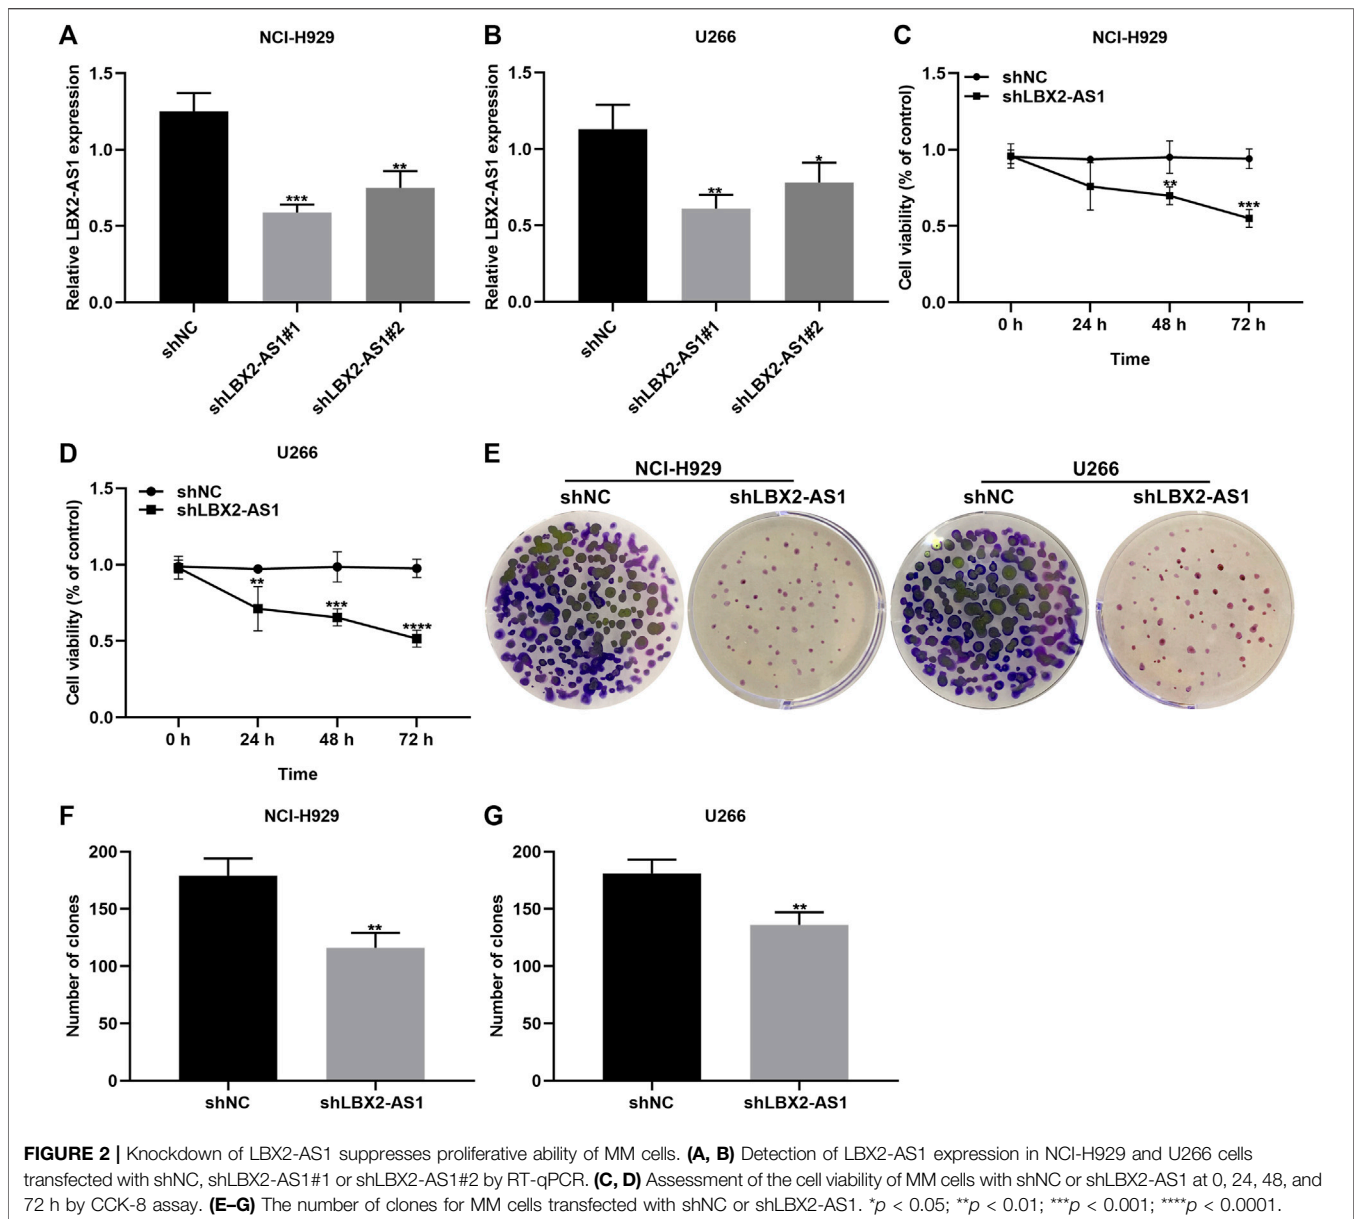 A
NCI-H929
Relative LBX2-AS1 expression
1.5
1.0
0.5
0.0
***
**
shNC
shLBX2-AS1#1
shLBX2-AS1#2
B
U266
Relative LBX2-AS1 expression
1.5
1.0
0.5
0.0
**
*
shNC
shLBX2-AS1#1
shLBX2-AS1#2
C
NCI-H929
Cell viability (% of control)
1.5
1.0
0.5
0.0
shNC
shLBX2-AS1
**
***
0 h 24 h 48 h 72 h
Time
D
U266
Cell viability (% of control)
1.5
1.0
0.5
0.0
shNC
shLBX2-AS1
**
***
****
0 h 24 h 48 h 72 h
Time
E
NCI-H929
shNC shLBX2-AS1
U266
shNC shLBX2-AS1
F
NCI-H929
Number of clones
200
150
100
50
0
**
shNC shLBX2-AS1
G
U266
Number of clones
200
150
100
50
0
**
shNC shLBX2-AS1
FIGURE 2 | Knockdown of LBX2-AS1 suppresses proliferative ability of MM cells. (A, B) Detection of LBX2-AS1 expression in NCI-H929 and U266 cells
transfected with shNC, shLBX2-AS1#1 or shLBX2-AS1#2 by RT-qPCR. (C, D) Assessment of the cell viability of MM cells with shNC or shLBX2-AS1 at 0, 24, 48, and
72 h by CCK-8 assay. (E–G) The number of clones for MM cells transfected with shNC or shLBX2-AS1. *p < 0.05; **p < 0.01; ***p < 0.001; ****p < 0.0001.